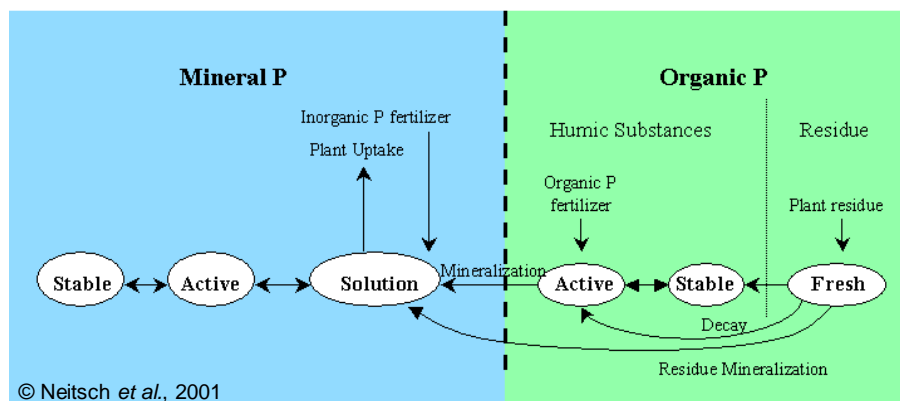 Mineral P
Organic P
Inorganic P fertilizer
Plant Uptake
Humic Substances
Residue
Organic P
fertilizer
Plant residue
Stable
Active
Solution
Mineralization
Active
Stable
Fresh
Decay
Residue Mineralization
© Neitsch et al., 2001